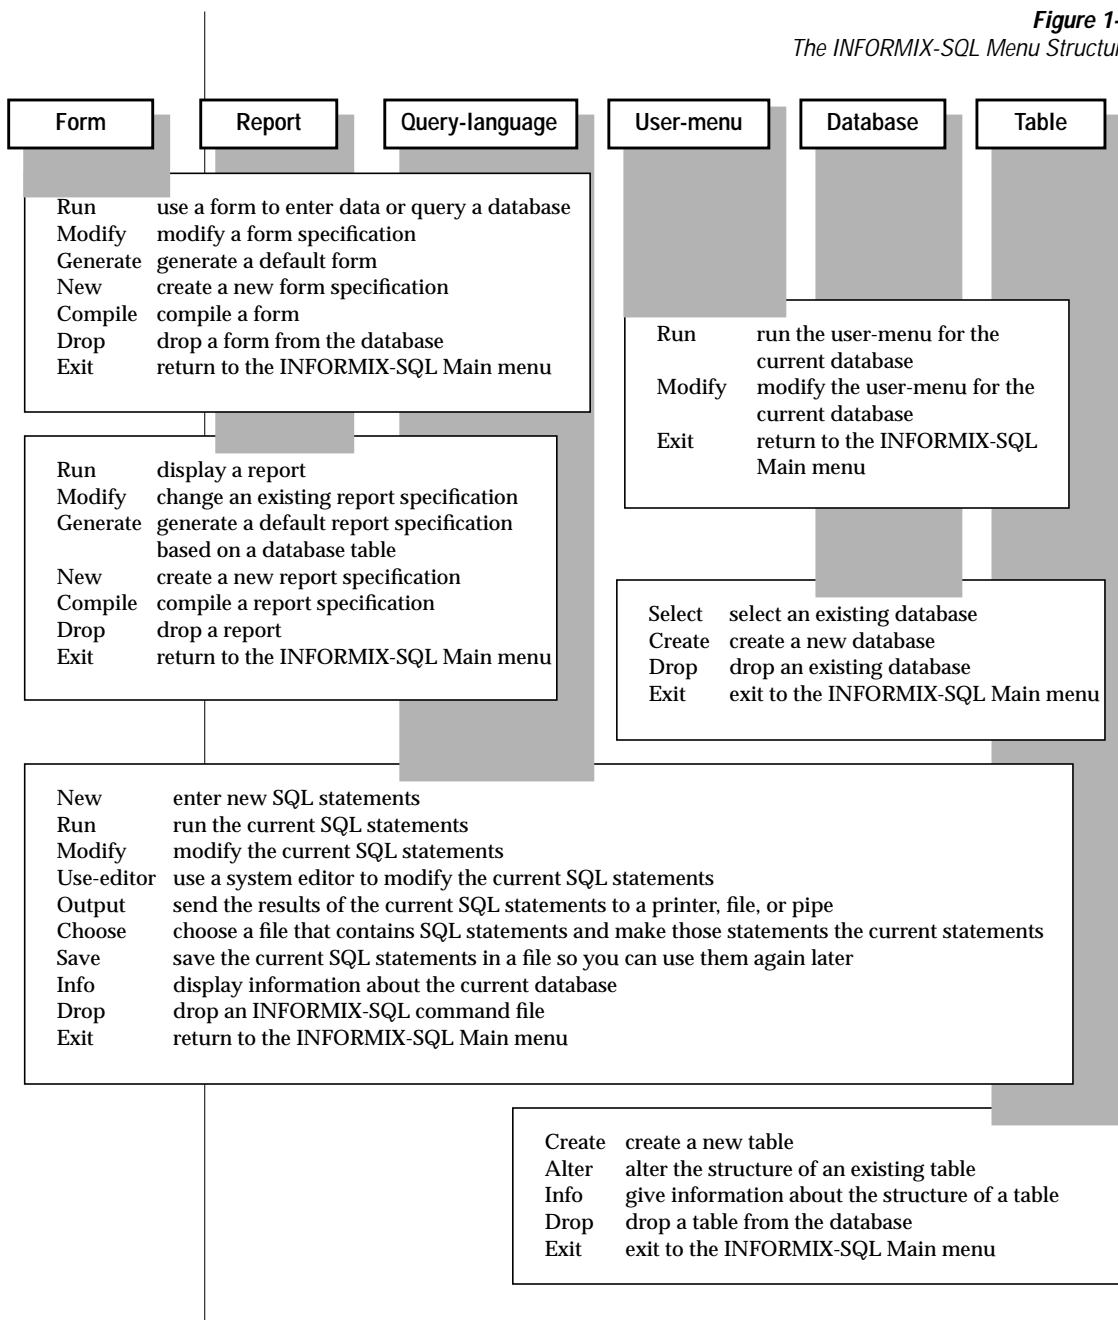 Figure 1-
The INFORMIX-SQL Menu Structur
Form Report Query-language User-menu Database Table
Run use a form to enter data or query a database
Modify modify a form specification
Generate generate a default form
New create a new form specification
Compile compile a form
Drop drop a form from the database
Exit return to the INFORMIX-SQL Main menu
Run run the user-menu for the
current database
Modify modify the user-menu for the
current database
Exit return to the INFORMIX-SQL
Main menu
Run display a report
Modify change an existing report specification
Generate generate a default report specification
based on a database table
New create a new report specification
Compile compile a report specification
Drop drop a report
Exit return to the INFORMIX-SQL Main menu
Select select an existing database
Create create a new database
Drop drop an existing database
Exit exit to the INFORMIX-SQL Main menu
New enter new SQL statements
Run run the current SQL statements
Modify modify the current SQL statements
Use-editor use a system editor to modify the current SQL statements
Output send the results of the current SQL statements to a printer, file, or pipe
Choose choose a file that contains SQL statements and make those statements the current statements
Save save the current SQL statements in a file so you can use them again later
Info display information about the current database
Drop drop an INFORMIX-SQL command file
Exit return to the INFORMIX-SQL Main menu
Create create a new table
Alter alter the structure of an existing table
Info give information about the structure of a table
Drop drop a table from the database
Exit exit to the INFORMIX-SQL Main menu